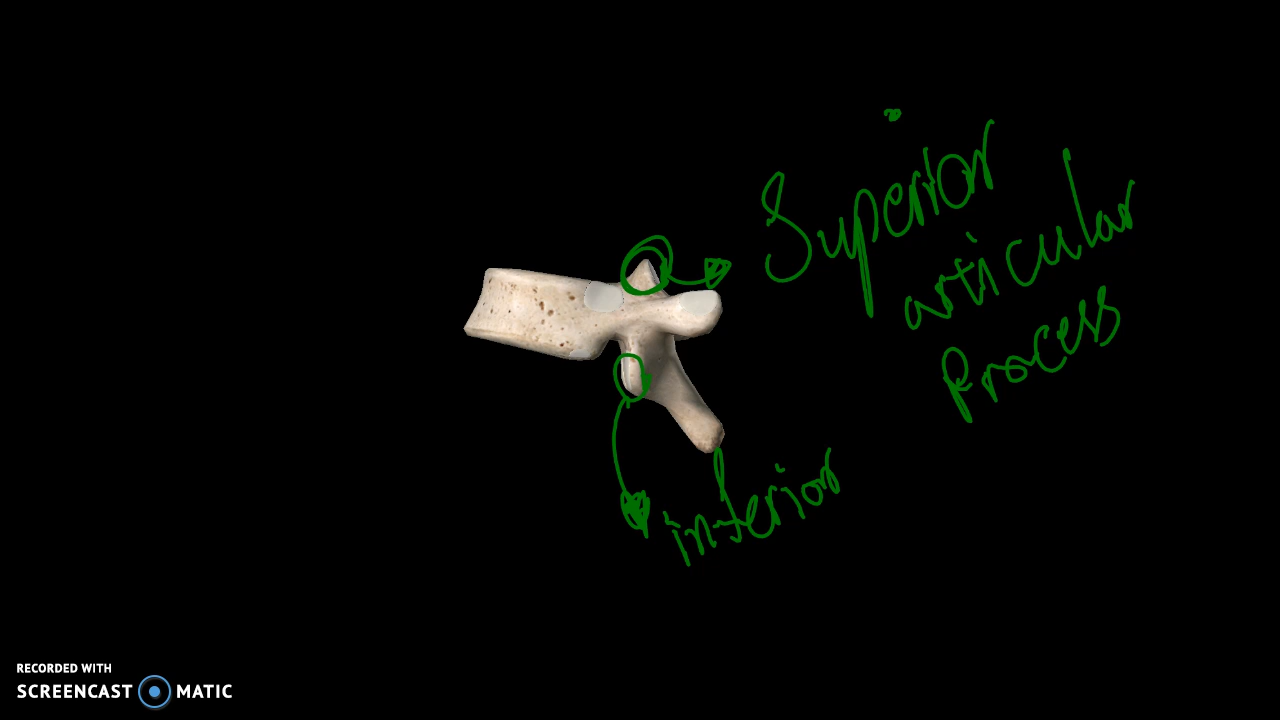 Superior
articular
Process
inferior
RECORDED WITH
SCREENCAST MATIC